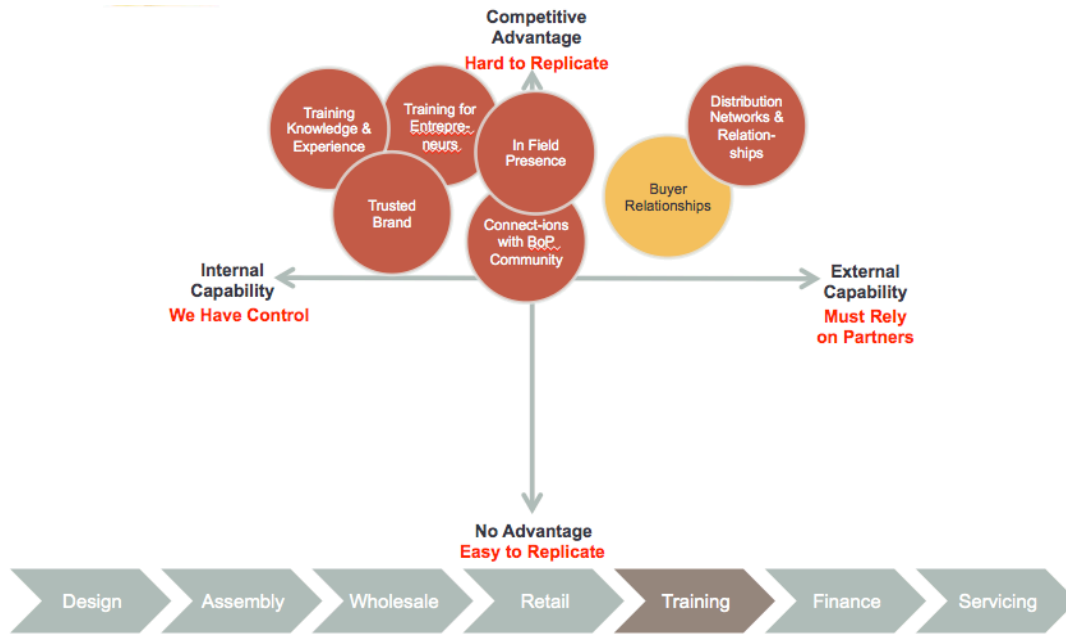 Competitive
Advantage
Hard to Replicate
Training
Knowledge &
Experience
Training for
Entrepre-
neurs
In Field
Presence
Distribution
Networks &
Relation-
ships
Trusted
Brand
Buyer
Relationships
Connect-ions
with BoP
Community
Internal
Capability
We Have Control
External
Capability
Must Rely
on Partners
No Advantage
Easy to Replicate
Design
Assembly
Wholesale
Retail
Training
Finance
Servicing